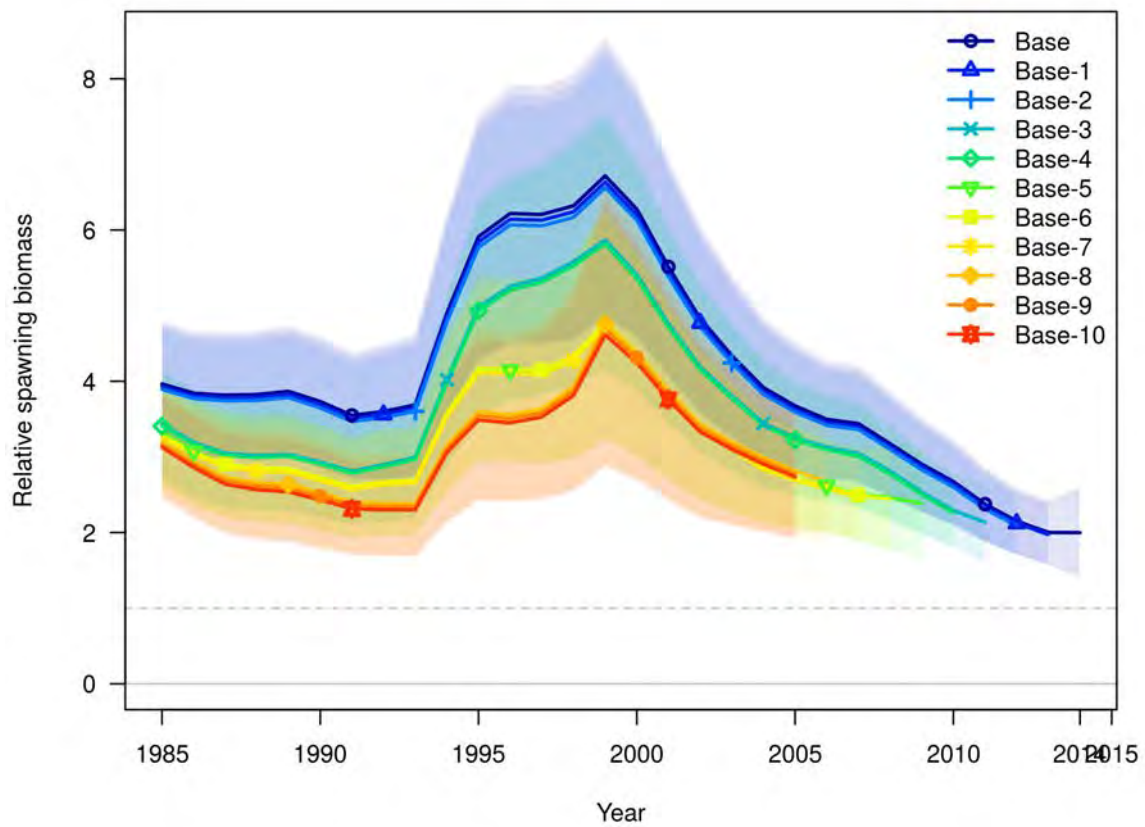 Relative spawning biomass
8
6
4
2
0
Base
Base-1
Base-2
Base-3
Base-4
Base-5
Base-6
Base-7
Base-8
Base-9
Base-10
1985 1990 1995 2000 2005 2010 2014 2015
Year